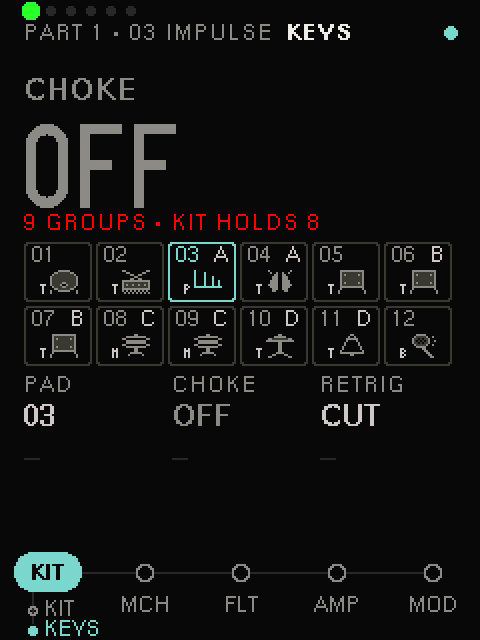 PART 1 · 03 IMPULSE KEYS
CHOKE
OFF
9 GROUPS · KIT HOLDS 8
01 T
02 T
03 A P
04 A T
05 T
06 B T
07 B T
08 C M
09 C M
10 D T
11 D T
12 B
PAD CHOKE RETRIG
03 OFF CUT
— — —
KIT MCH FLT AMP MOD
KIT
KEYS